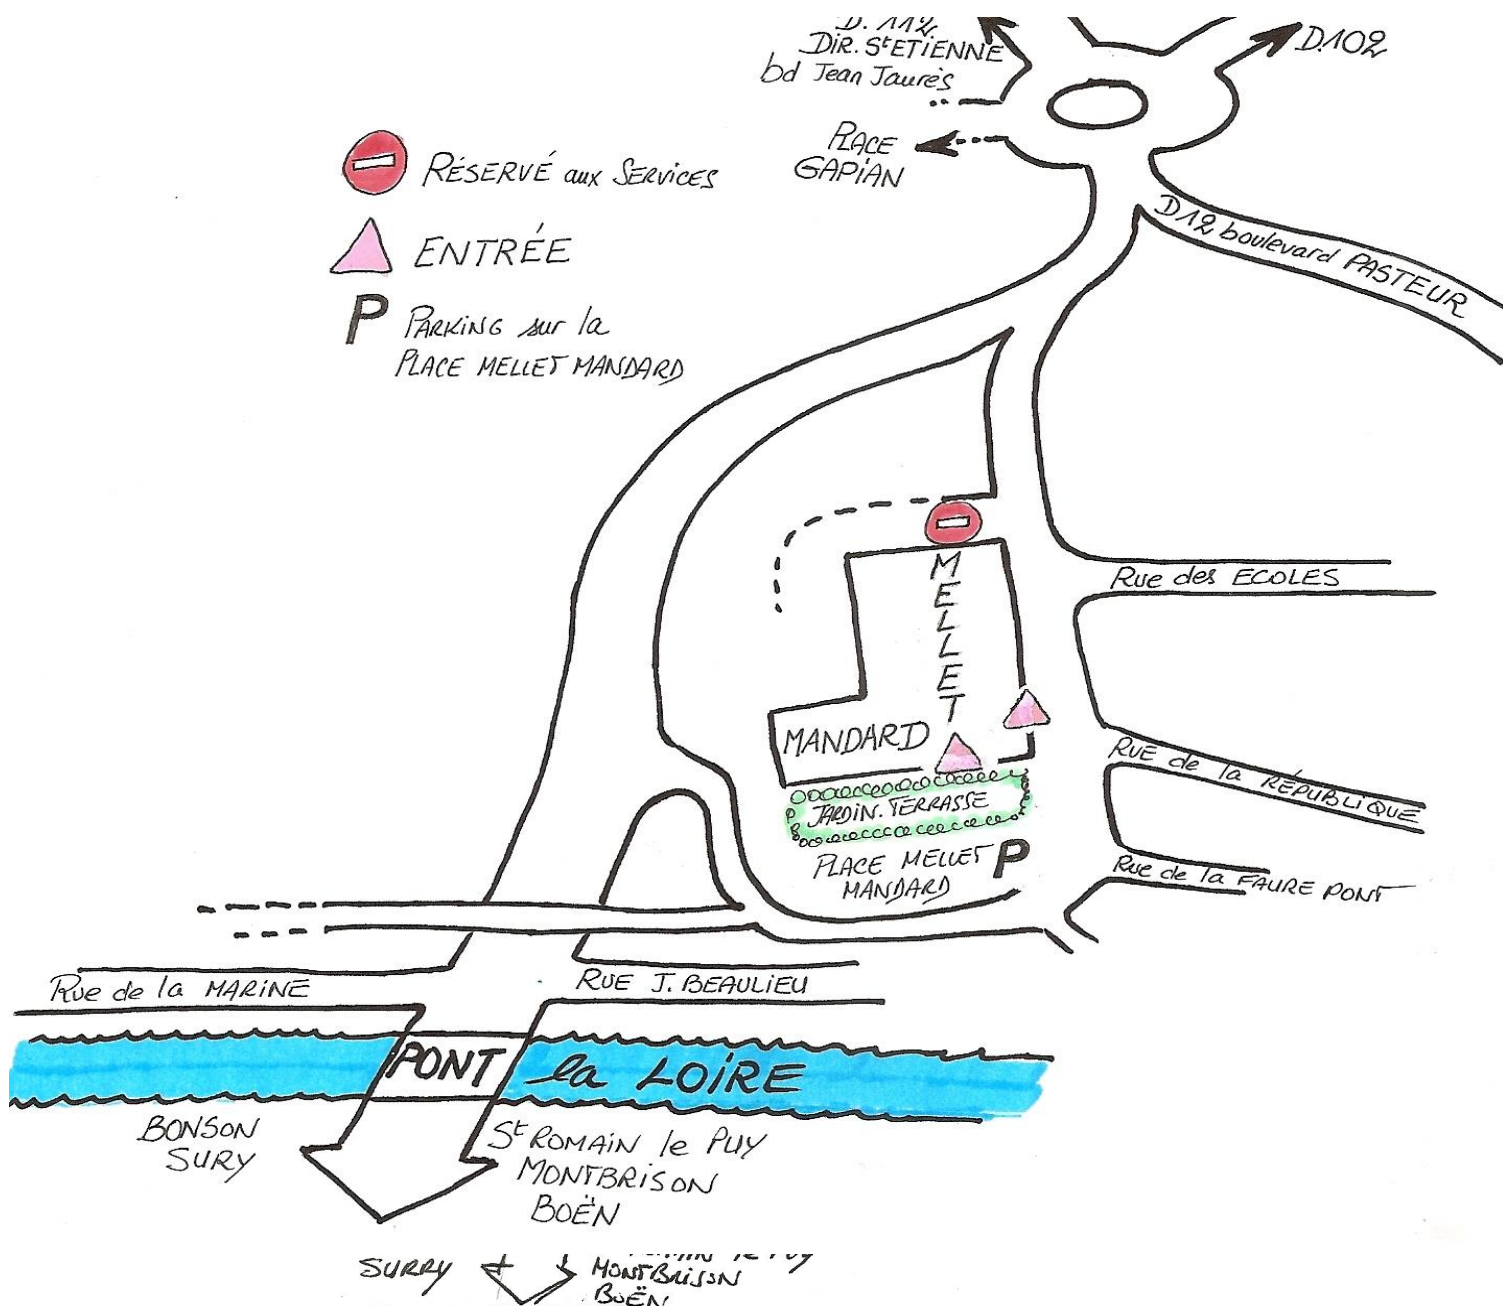 D. 112
DIR. St ETIENNE
bd Jean Jaurès
D.102
PLACE
GAPIAN
RÉSERVÉ aux SERVICES
ENTRÉE
P PARKING sur la
PLACE MELLET MANDARD
D12 boulevard PASTEUR
Rue des ECOLES
MELLET
MANDARD
RUE de la RÉPUBLIQUE
JARDIN. TERRASSE
PLACE MELLET P
MANDARD
Rue de la FAURE PONT
Rue de la MARINE
RUE J. BEAULIEU
PONT
la LOIRE
BONSON
SURY
St ROMAIN le PUY
MONTBRISON
BOËN
SURRY
MONTBRISON
BOËN